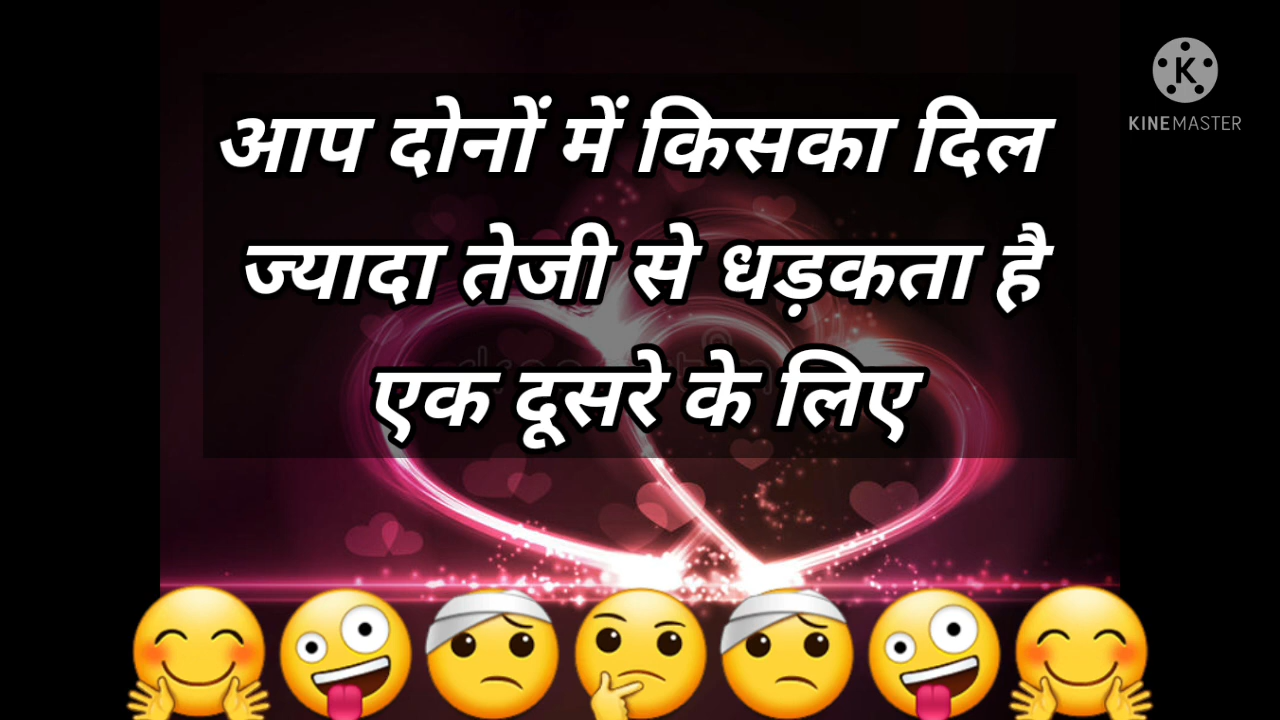 आप दोनों में किसका दिल
ज्यादा तेजी से धड़कता है
एक दूसरे के लिए
K
KINEMASTER